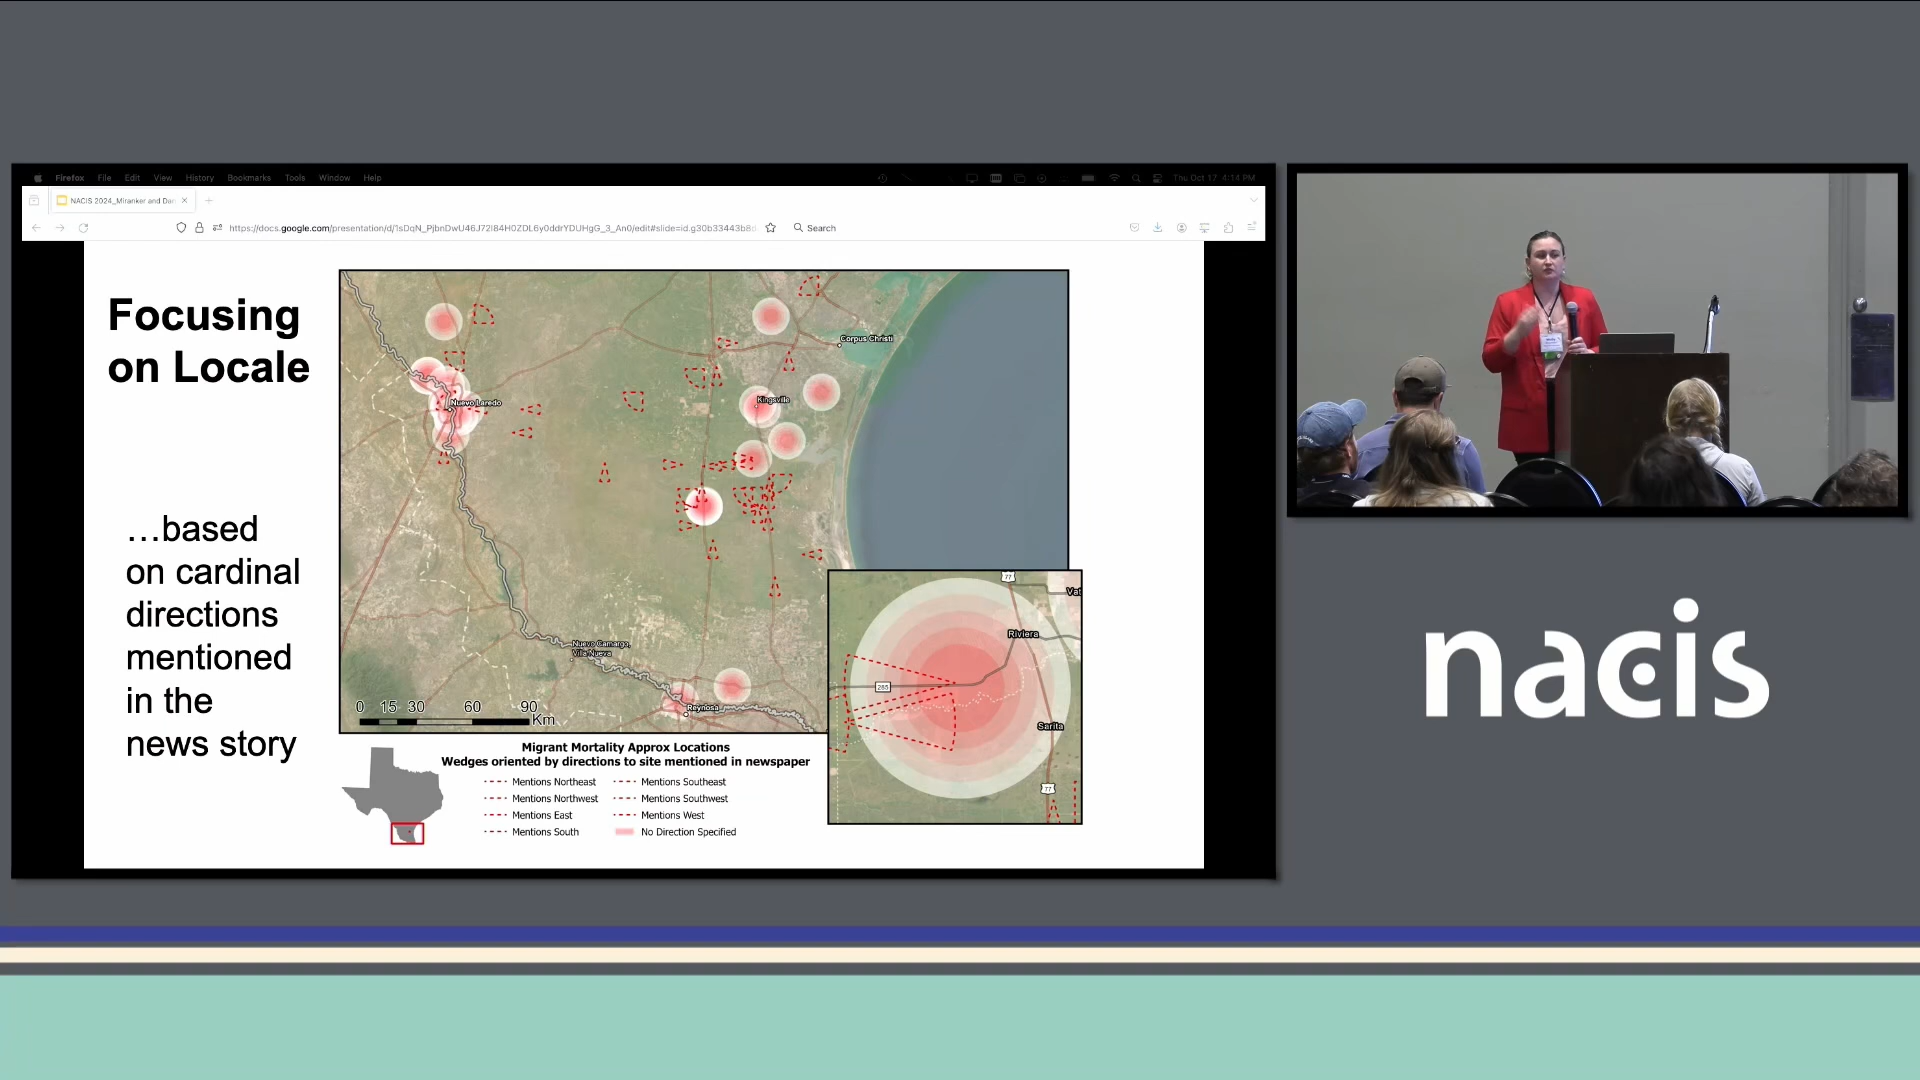 Firefox File Edit View History Bookmarks Tools Window Help
Thu Oct 17 4:14 PM
NACIS 2024_Miranker and Dan
https://docs.google.com/presentation/d/1sDqN_PjbnDwU46J72I84H0ZDL6y0ddrYDUHgG_3_An0/edit#slide=id.g30b33443b8
Search
Focusing
on Locale
…based
on cardinal
directions
mentioned
in the
news story
Corpus Christi
Kingsville
Nuevo Laredo
Nuevo Camargo,
Villa Nueva
Reynosa
0 15 30 60 90
Km
77
Riviera
285
Sarita
77
Migrant Mortality Approx Locations
Wedges oriented by directions to site mentioned in newspaper
Mentions Northeast
Mentions Northwest
Mentions East
Mentions South
Mentions Southeast
Mentions Southwest
Mentions West
No Direction Specified
nacis